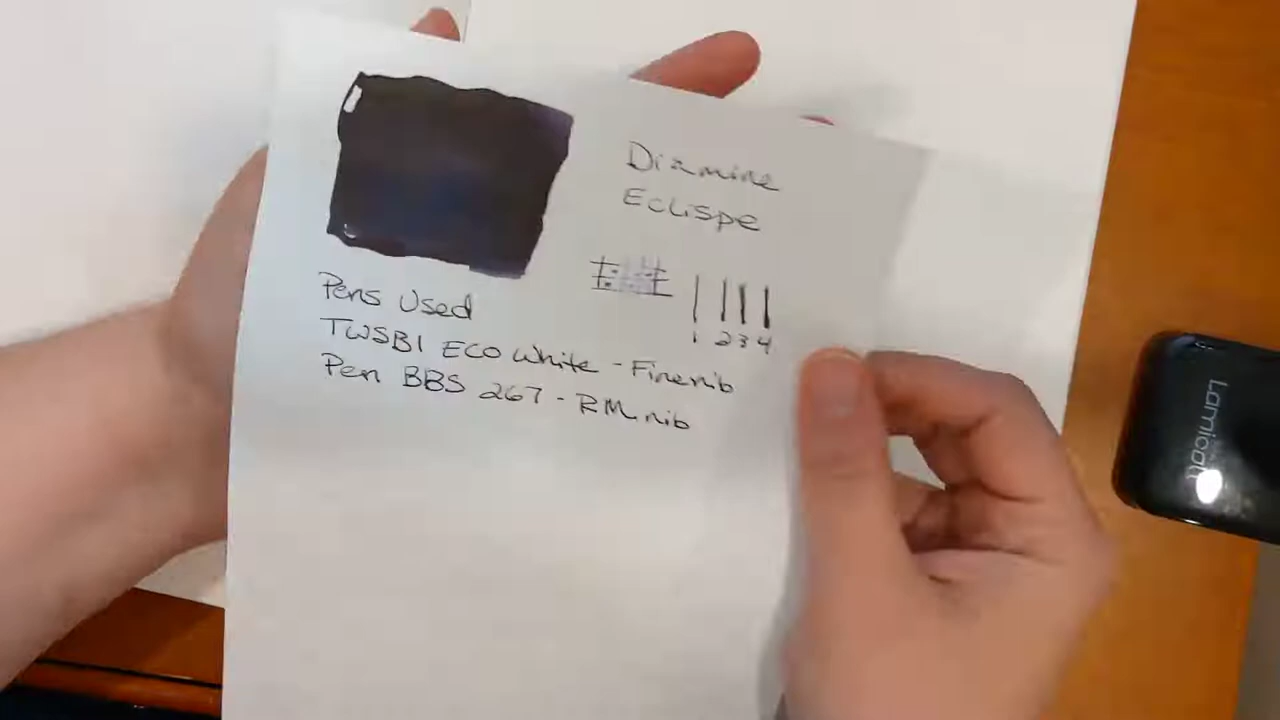 Diamine
Eclispe
1 2 3 4
Pens Used
TWSBI ECO White - Fine nib
Pen BBS 267 - RM nib
Lamicall